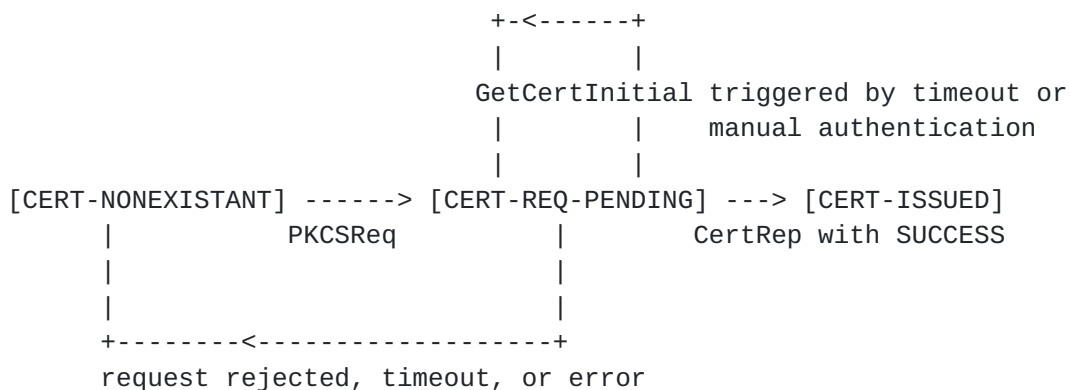 +-<------+
| |
GetCertInitial triggered by timeout or
| | manual authentication
| |
[CERT-NONEXISTANT] ------> [CERT-REQ-PENDING] ---> [CERT-ISSUED]
| PKCSReq | CertRep with SUCCESS
| |
| |
+--------<-------------------+
request rejected, timeout, or error